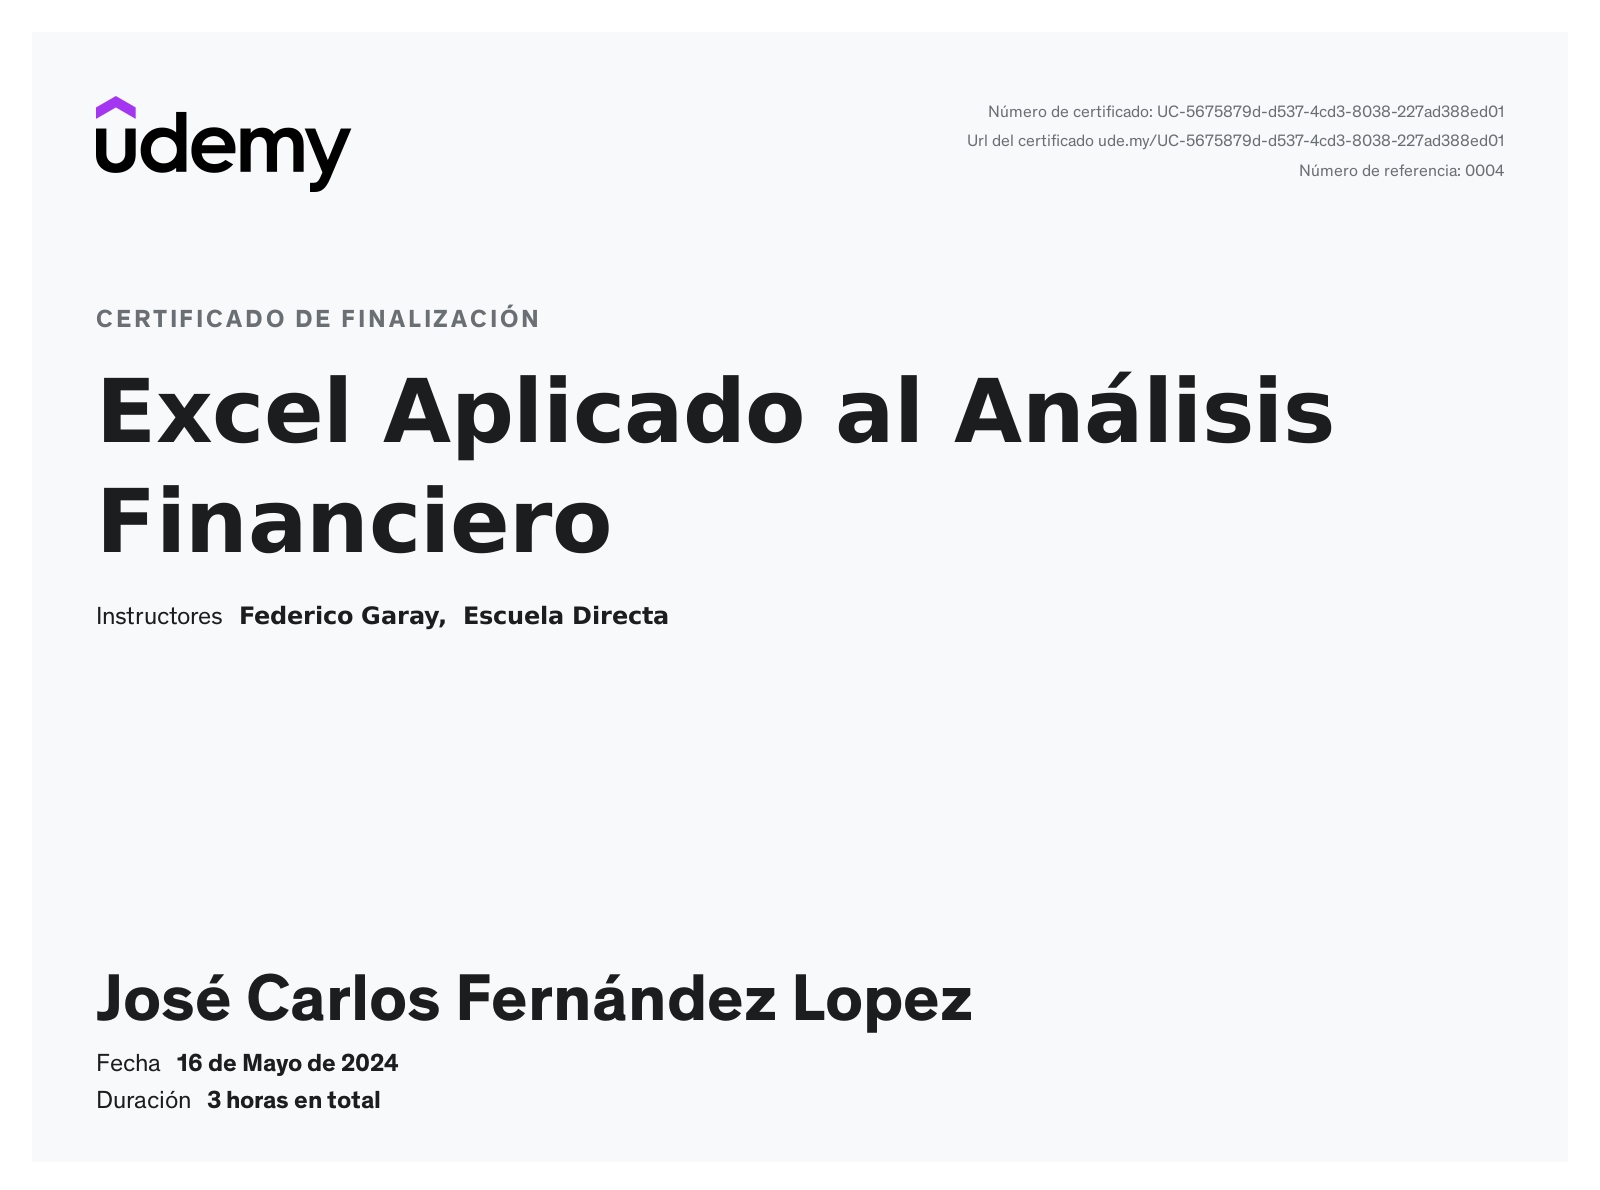 udemy
Número de certificado: UC-5675879d-d537-4cd3-8038-227ad388ed01
Url del certificado ude.my/UC-5675879d-d537-4cd3-8038-227ad388ed01
Número de referencia: 0004
CERTIFICADO DE FINALIZACIÓN
Excel Aplicado al Análisis
Financiero
Instructores Federico Garay, Escuela Directa
José Carlos Fernández Lopez
Fecha 16 de Mayo de 2024
Duración 3 horas en total